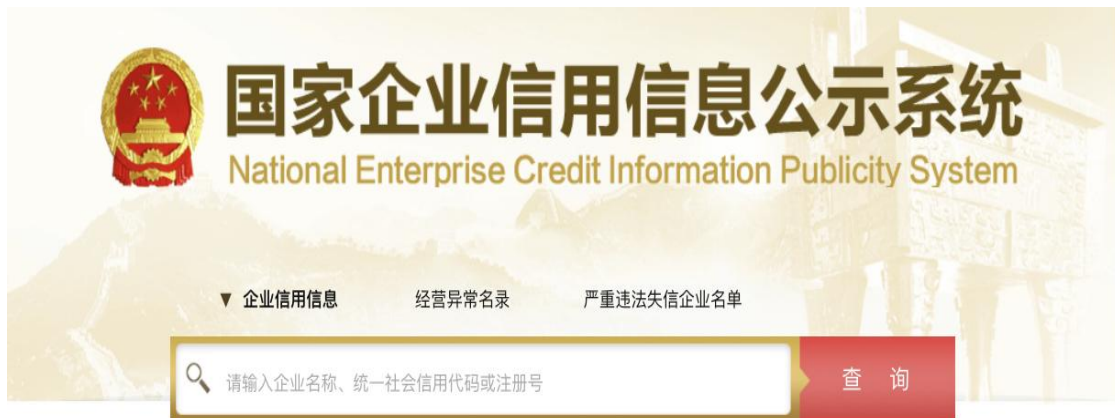 国家企业信用信息公示系统
National Enterprise Credit Information Publicity System
▼ 企业信用信息 经营异常名录 严重违法失信企业名单
请输入企业名称、统一社会信用代码或注册号 查 询